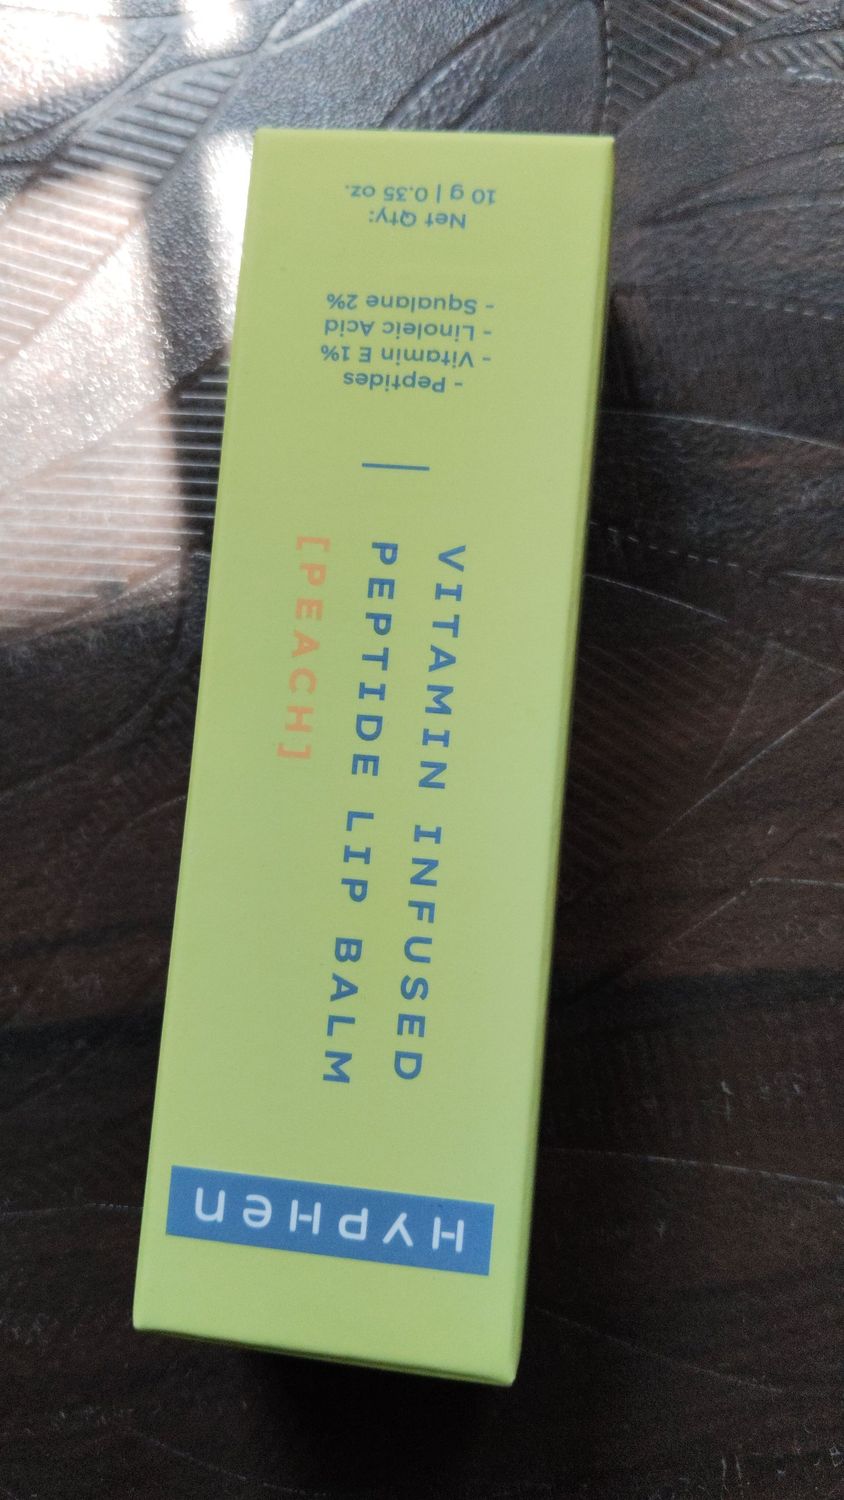 HYPHEN
VITAMIN INFUSED
PEPTIDE LIP BALM
[PEACH]
- Peptides
- Vitamin E 1%
- Linoleic Acid
- Squalane 2%
Net Qty:
10 g | 0.35 oz.